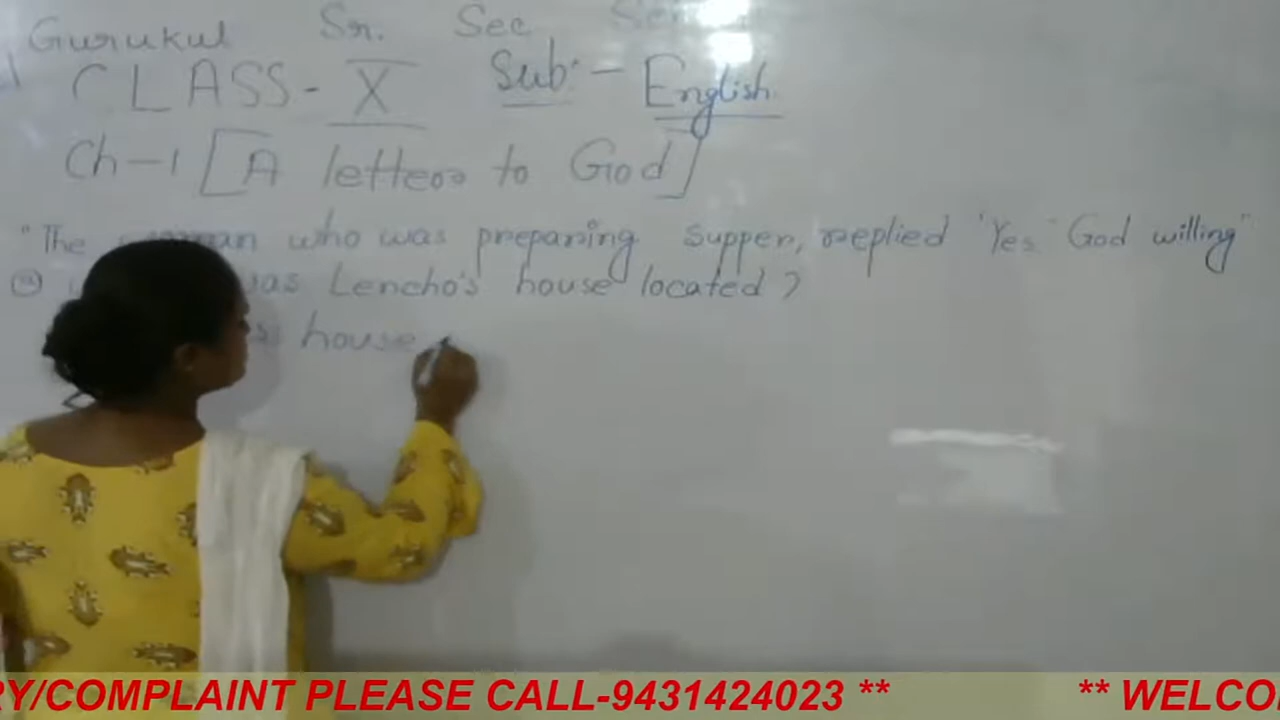 Gurukul Sr. Sec
CLASS - X Sub:- English
Ch-1 [A letter to God]
"The who was preparing supper, replied 'Yes God willing"
(a) was Lencho's house located?
house
RY/COMPLAINT PLEASE CALL-9431424023 ** ** WELCO